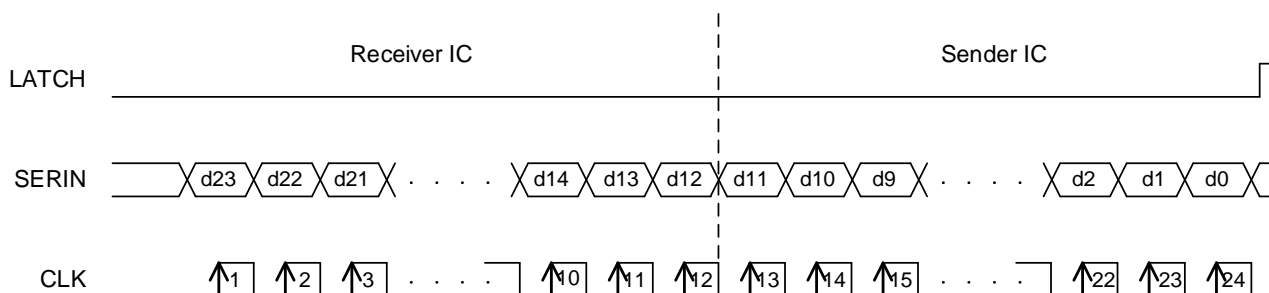 Receiver IC
Sender IC
LATCH
SERIN d23 d22 d21 . . . . d14 d13 d12 d11 d10 d9 . . . . d2 d1 d0
CLK 1 2 3 . . . . 10 11 12 13 14 15 . . . . 22 23 24